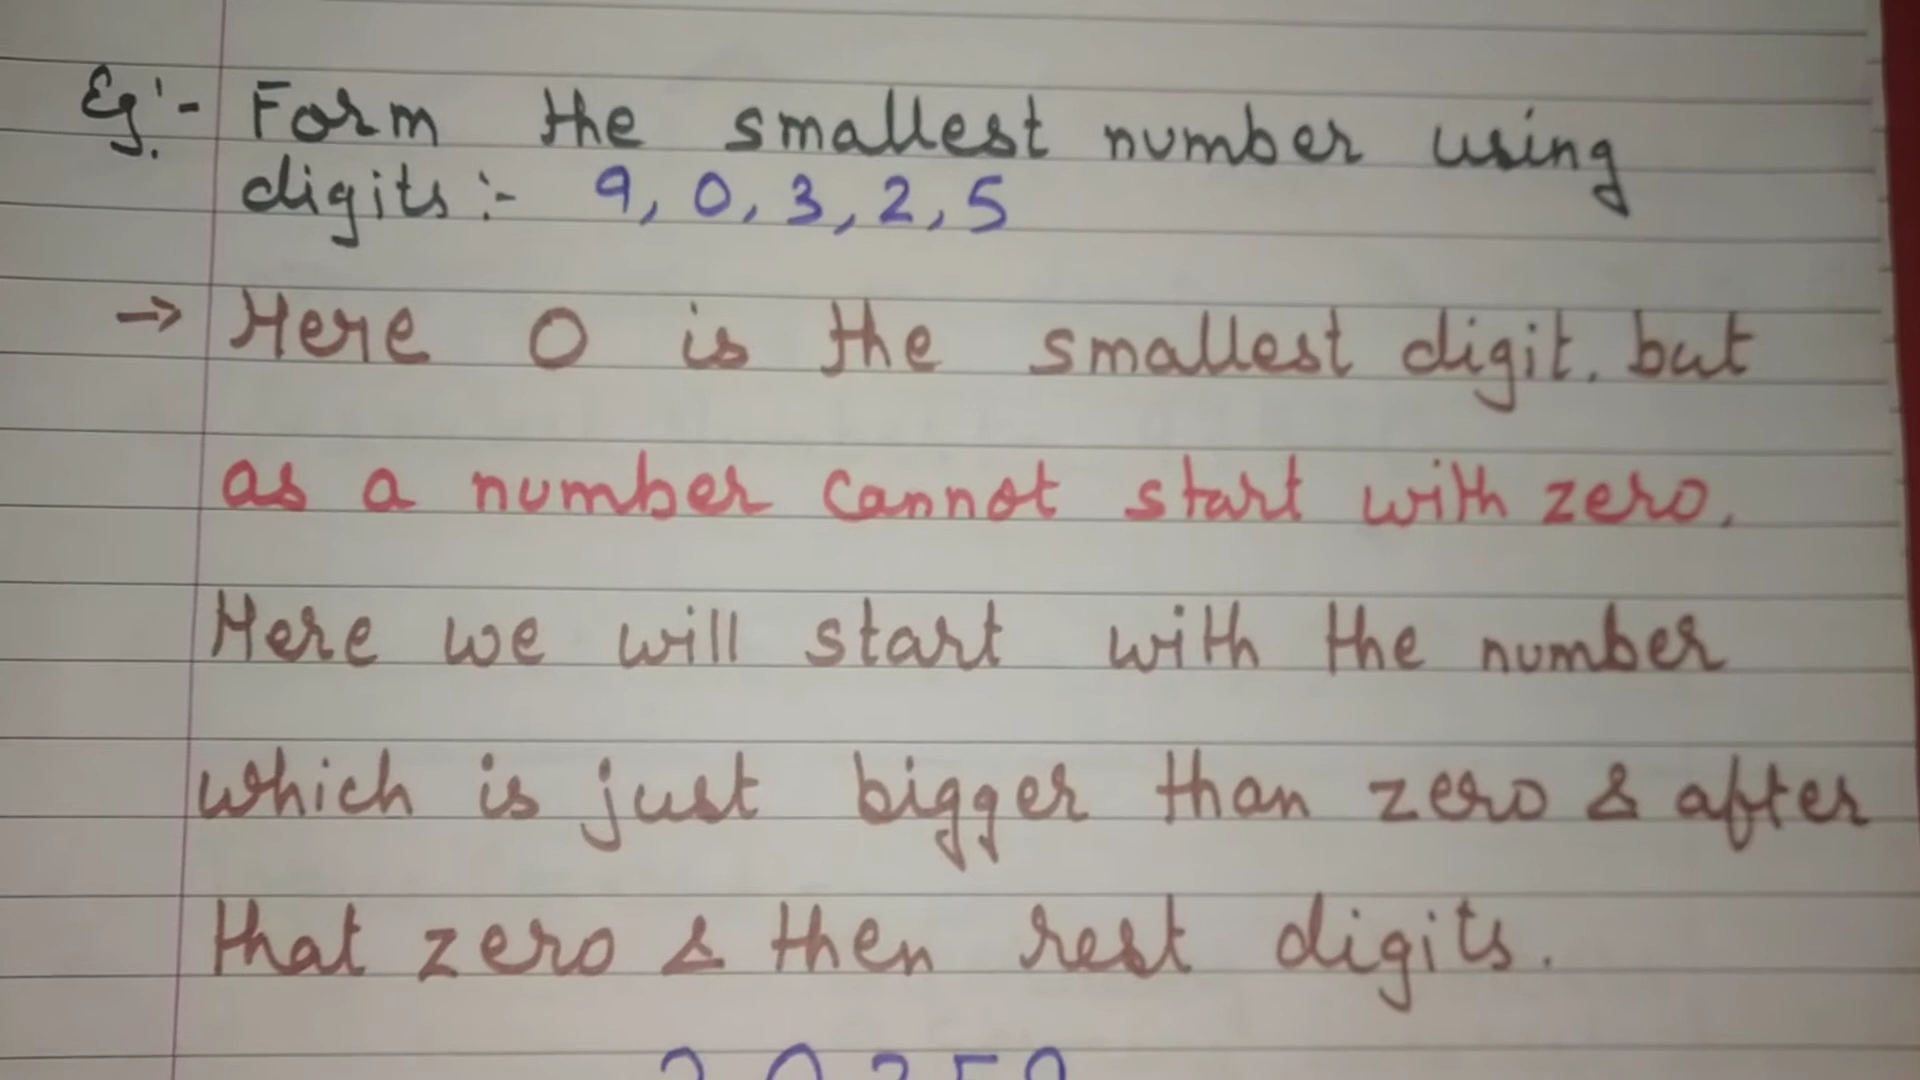 Eg:- Form the smallest number using
digits:- 9, 0, 3, 2, 5
→ Here 0 is the smallest digit. but
as a number cannot start with zero.
Here we will start with the number
which is just bigger than zero & after
that zero & then rest digits.